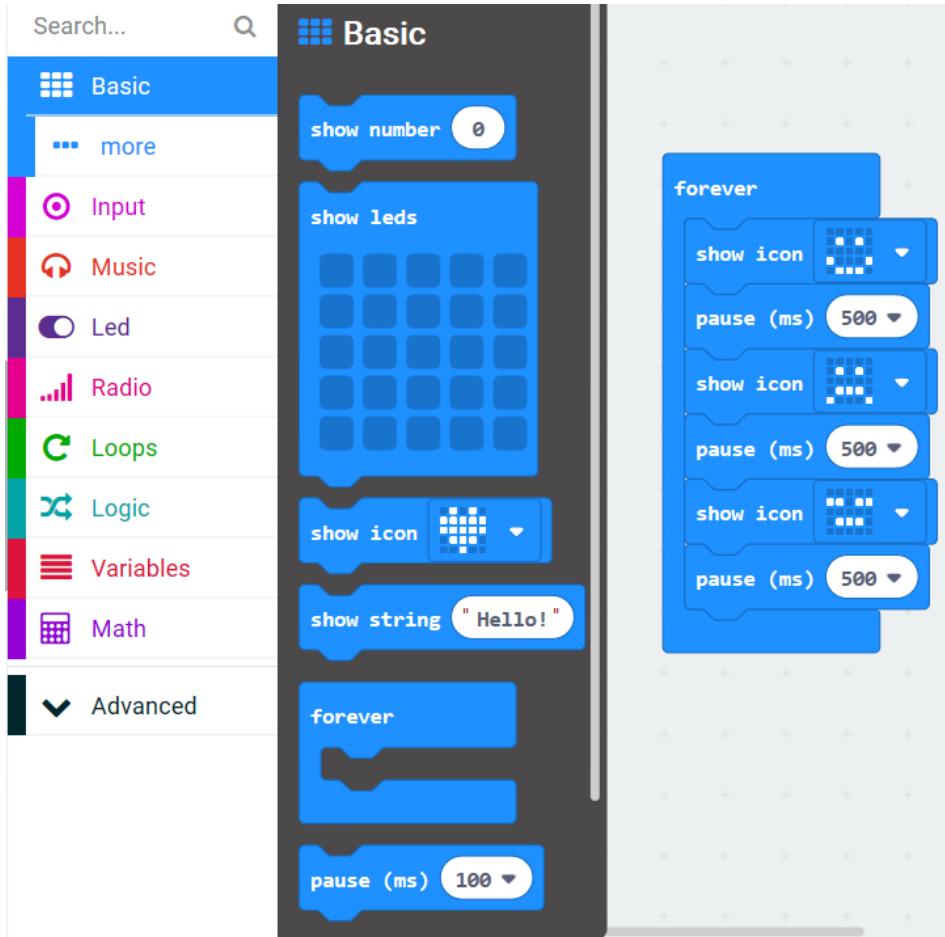 Search...
Basic
more
Input
Music
Led
Radio
Loops
Logic
Variables
Math
Advanced
Basic
show number 0
show leds
show icon
show string "Hello!"
forever
pause (ms) 100
forever
show icon
pause (ms) 500
show icon
pause (ms) 500
show icon
pause (ms) 500